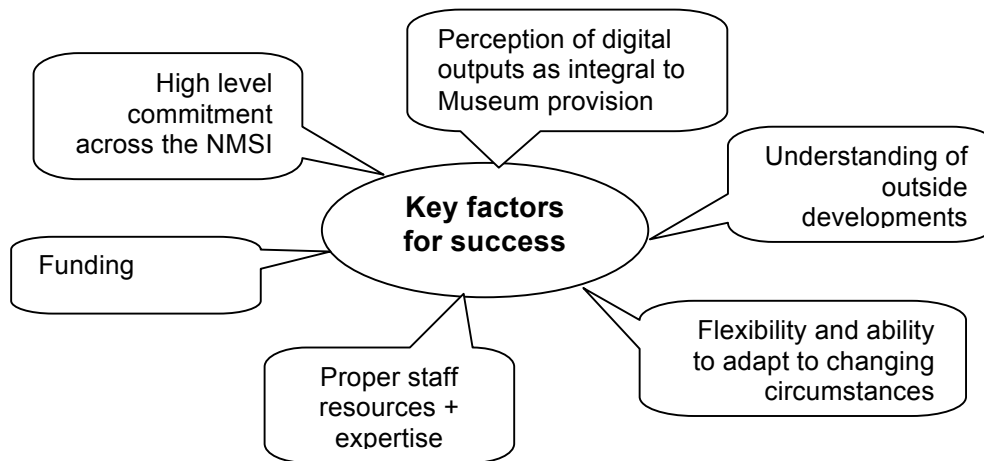 Perception of digital
outputs as integral to
Museum provision
High level
commitment
across the NMSI
Understanding of
outside
developments
Key factors
for success
Funding
Flexibility and ability
to adapt to changing
circumstances
Proper staff
resources +
expertise